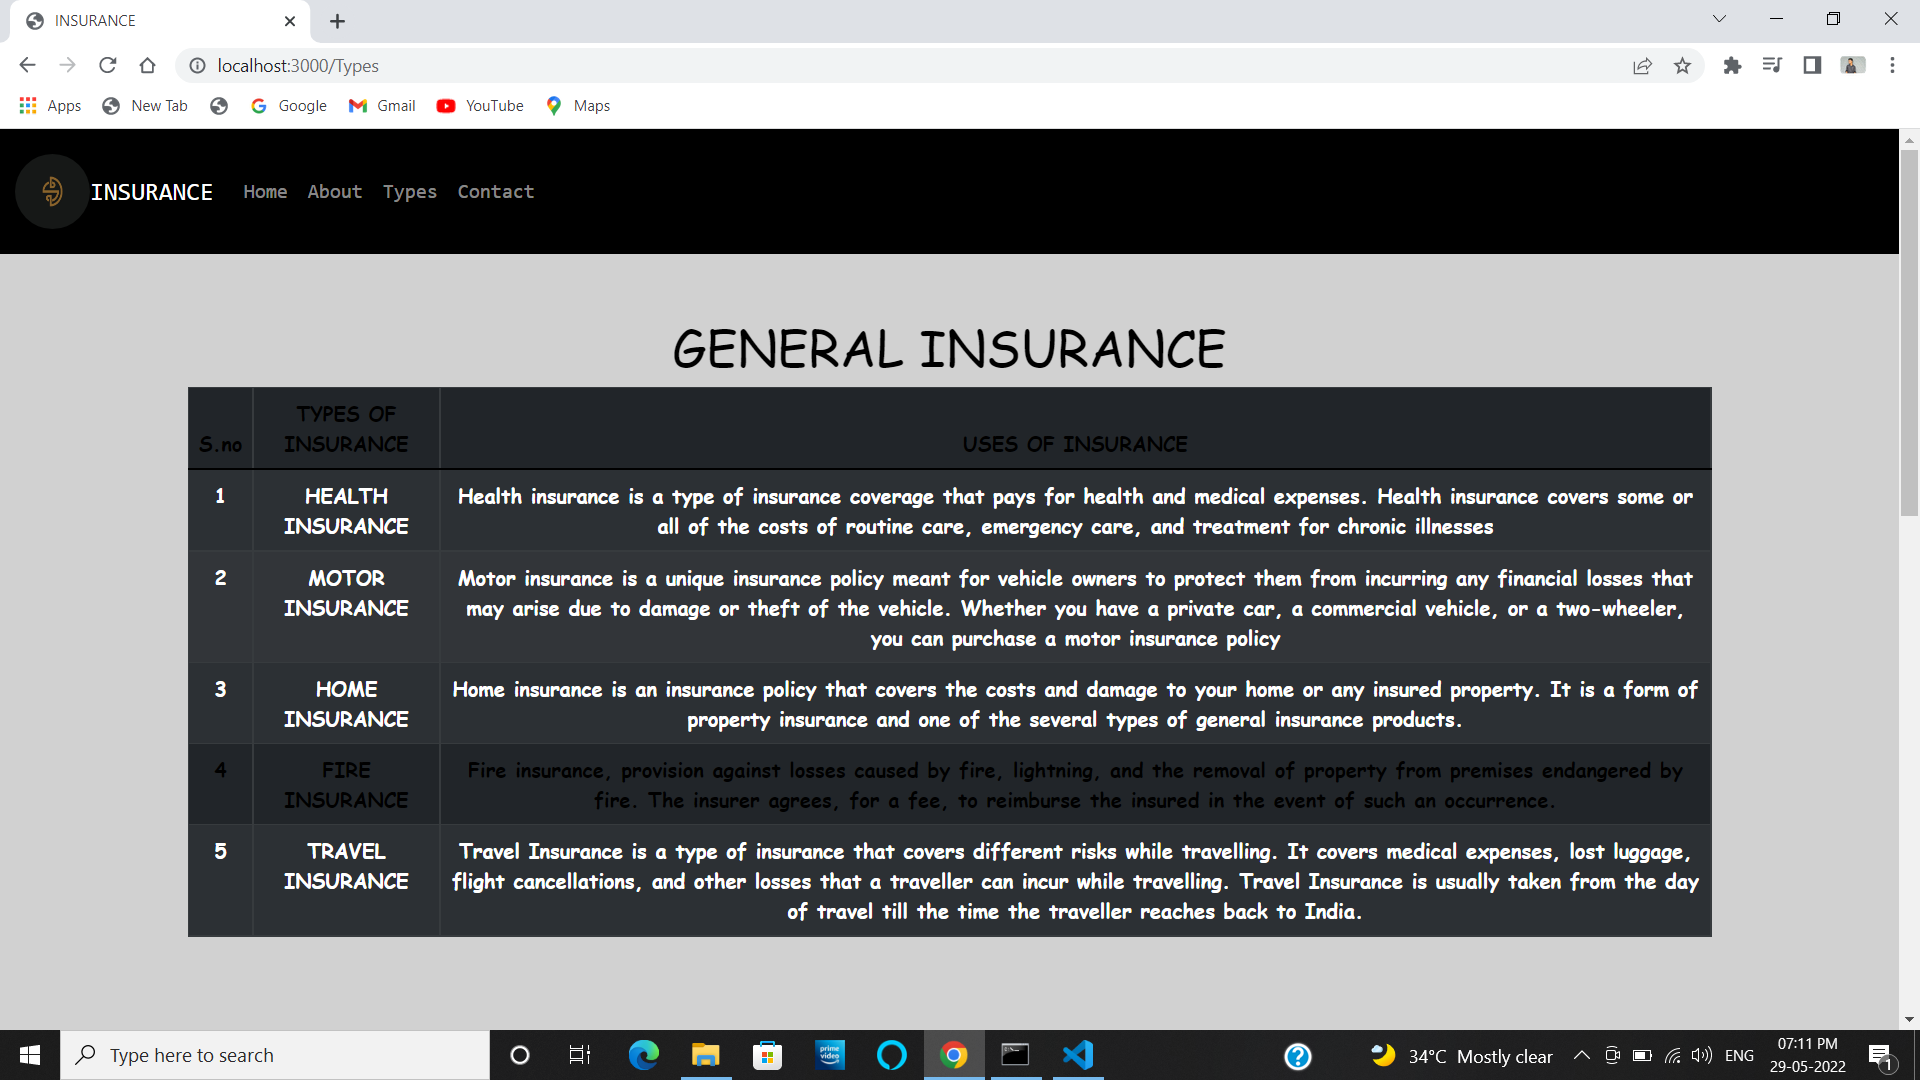 INSURANCE
localhost:3000/Types
Apps New Tab Google Gmail YouTube Maps
INSURANCE Home About Types Contact
GENERAL INSURANCE
TYPES OF
S.no INSURANCE USES OF INSURANCE
1 HEALTH Health insurance is a type of insurance coverage that pays for health and medical expenses. Health insurance covers some or
INSURANCE all of the costs of routine care, emergency care, and treatment for chronic illnesses
2 MOTOR Motor insurance is a unique insurance policy meant for vehicle owners to protect them from incurring any financial losses that
INSURANCE may arise due to damage or theft of the vehicle. Whether you have a private car, a commercial vehicle, or a two-wheeler,
you can purchase a motor insurance policy
3 HOME Home insurance is an insurance policy that covers the costs and damage to your home or any insured property. It is a form of
INSURANCE property insurance and one of the several types of general insurance products.
4 FIRE Fire insurance, provision against losses caused by fire, lightning, and the removal of property from premises endangered by
INSURANCE fire. The insurer agrees, for a fee, to reimburse the insured in the event of such an occurrence.
5 TRAVEL Travel Insurance is a type of insurance that covers different risks while travelling. It covers medical expenses, lost luggage,
INSURANCE flight cancellations, and other losses that a traveller can incur while travelling. Travel Insurance is usually taken from the day
of travel till the time the traveller reaches back to India.
Type here to search
prime video
34°C Mostly clear
ENG
07:11 PM
29-05-2022
1